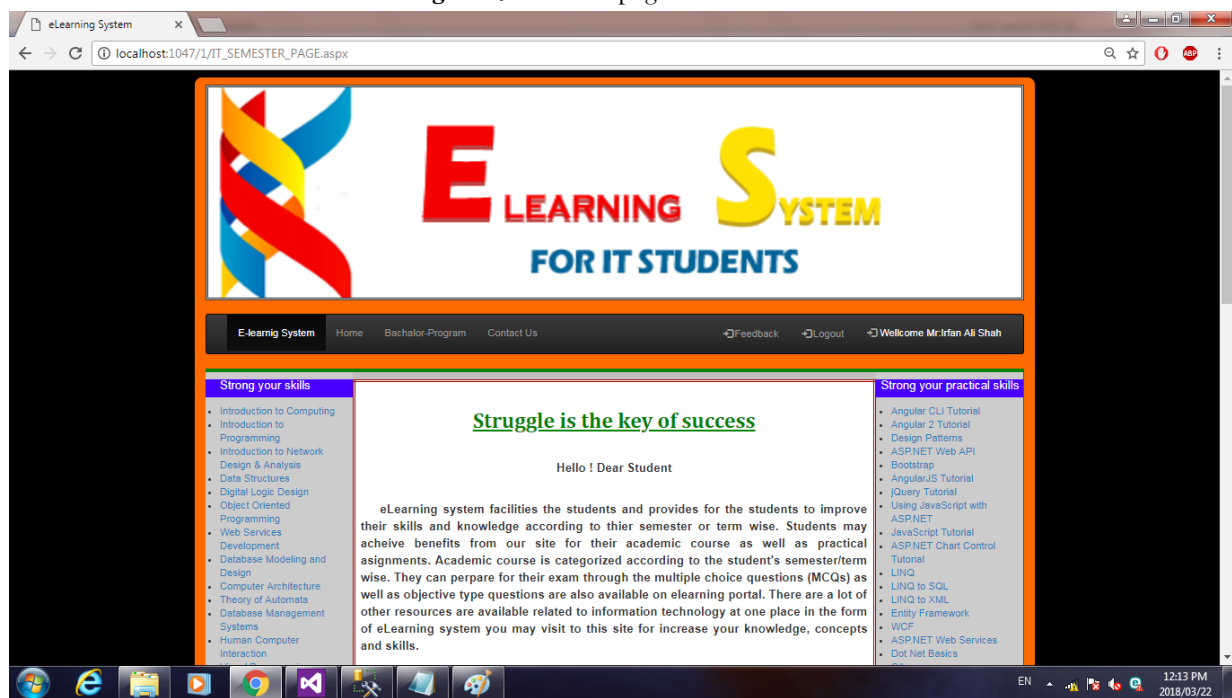 eLearning System
localhost:1047/1/IT_SEMESTER_PAGE.aspx
ABP
E LEARNING SYSTEM
FOR IT STUDENTS
E-learnig System Home Bachalor-Program Contact Us Feedback Logout Wellcome Mr:Irfan Ali Shah
Strong your skills
Introduction to Computing
Introduction to
Programming
Introduction to Network
Design & Analysis
Data Structures
Digital Logic Design
Object Oriented
Programming
Web Services
Development
Database Modeling and
Design
Computer Architecture
Theory of Automata
Database Management
Systems
Human Computer
Interaction
Struggle is the key of success
Hello ! Dear Student
eLearning system facilities the students and provides for the students to improve
their skills and knowledge according to thier semester or term wise. Students may
acheive benefits from our site for their academic course as well as practical
asignments. Academic course is categorized according to the student's semester/term
wise. They can perpare for their exam through the multiple choice questions (MCQs) as
well as objective type questions are also available on elearning portal. There are a lot of
other resources are available related to information technology at one place in the form
of eLearning system you may visit to this site for increase your knowledge, concepts
and skills.
Strong your practical skills
Angular CLI Tutorial
Angular 2 Tutorial
Design Patterns
ASP.NET Web API
Bootstrap
AngularJS Tutorial
jQuery Tutorial
Using JavaScript with
ASP.NET
JavaScript Tutorial
ASP.NET Chart Control
Tutorial
LINQ
LINQ to SQL
LINQ to XML
Entity Framework
WCF
ASP.NET Web Services
Dot Net Basics
EN
12:13 PM
2018/03/22